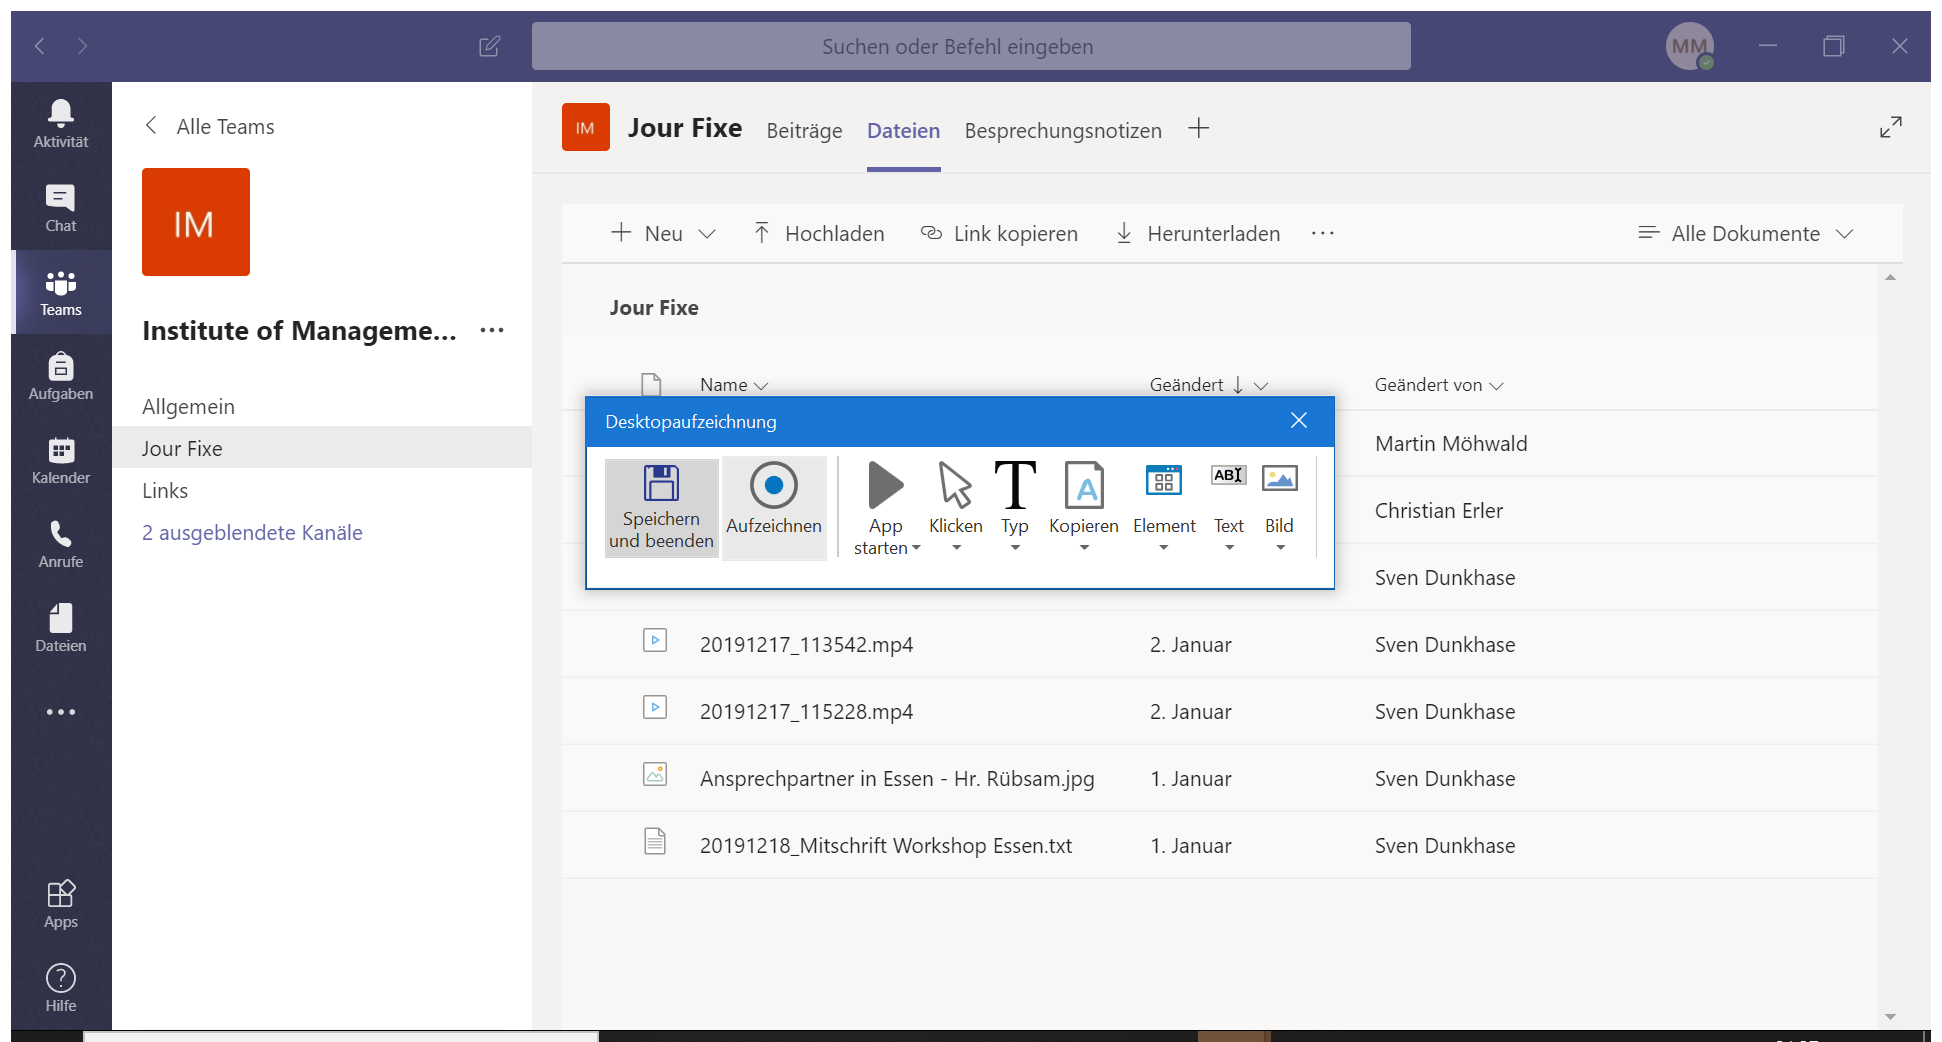 Suchen oder Befehl eingeben
MM
Aktivität
Chat
Teams
Aufgaben
Kalender
Anrufe
Dateien
Apps
Hilfe
Alle Teams
IM
Institute of Manageme...
Allgemein
Jour Fixe
Links
2 ausgeblendete Kanäle
IM
Jour Fixe Beiträge Dateien Besprechungsnotizen
Neu Hochladen Link kopieren Herunterladen Alle Dokumente
Jour Fixe
Name Geändert Geändert von
Martin Möhwald
Christian Erler
Sven Dunkhase
Desktopaufzeichnung
Speichern
und beenden
Aufzeichnen
App
starten
Klicken
T
Typ
A
Kopieren
Element
AB
Text
Bild
20191217_113542.mp4 2. Januar Sven Dunkhase
20191217_115228.mp4 2. Januar Sven Dunkhase
Ansprechpartner in Essen - Hr. Rübsam.jpg 1. Januar Sven Dunkhase
20191218_Mitschrift Workshop Essen.txt 1. Januar Sven Dunkhase